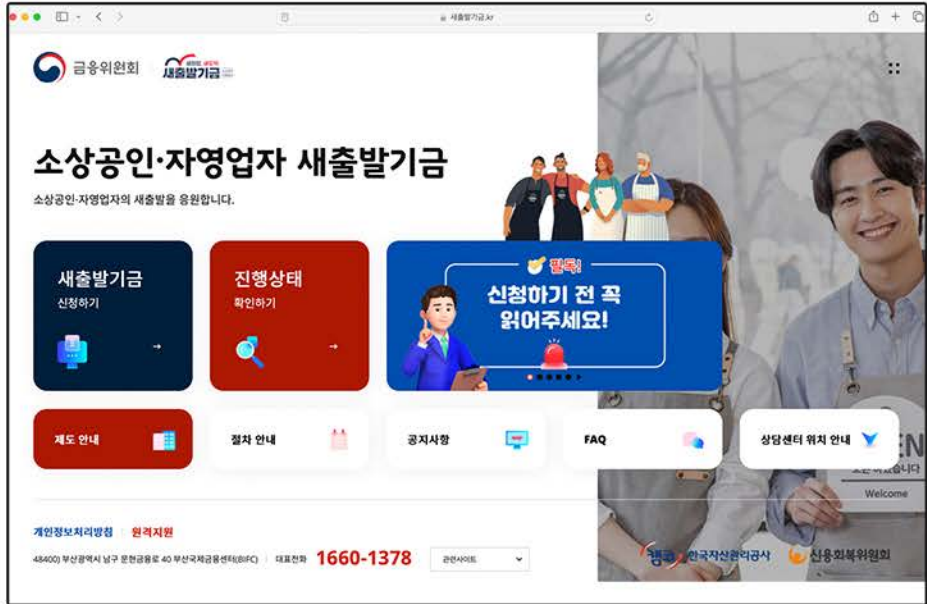 새출발기금.kr
금융위원회
새출발기금
소상공인·자영업자 새출발기금
소상공인·자영업자의 새출발을 응원합니다.
새출발기금
신청하기
→
진행상태
확인하기
→
필독!
신청하기 전 꼭
읽어주세요!
제도 안내
절차 안내
공지사항
FAQ
상담센터 위치 안내
EN
Welcome
개인정보처리방침
원격지원
48400) 부산광역시 남구 문현금융로 40 부산국제금융센터(BIFC)
대표전화 1660-1378
관련사이트
캠코 한국자산관리공사
신용회복위원회